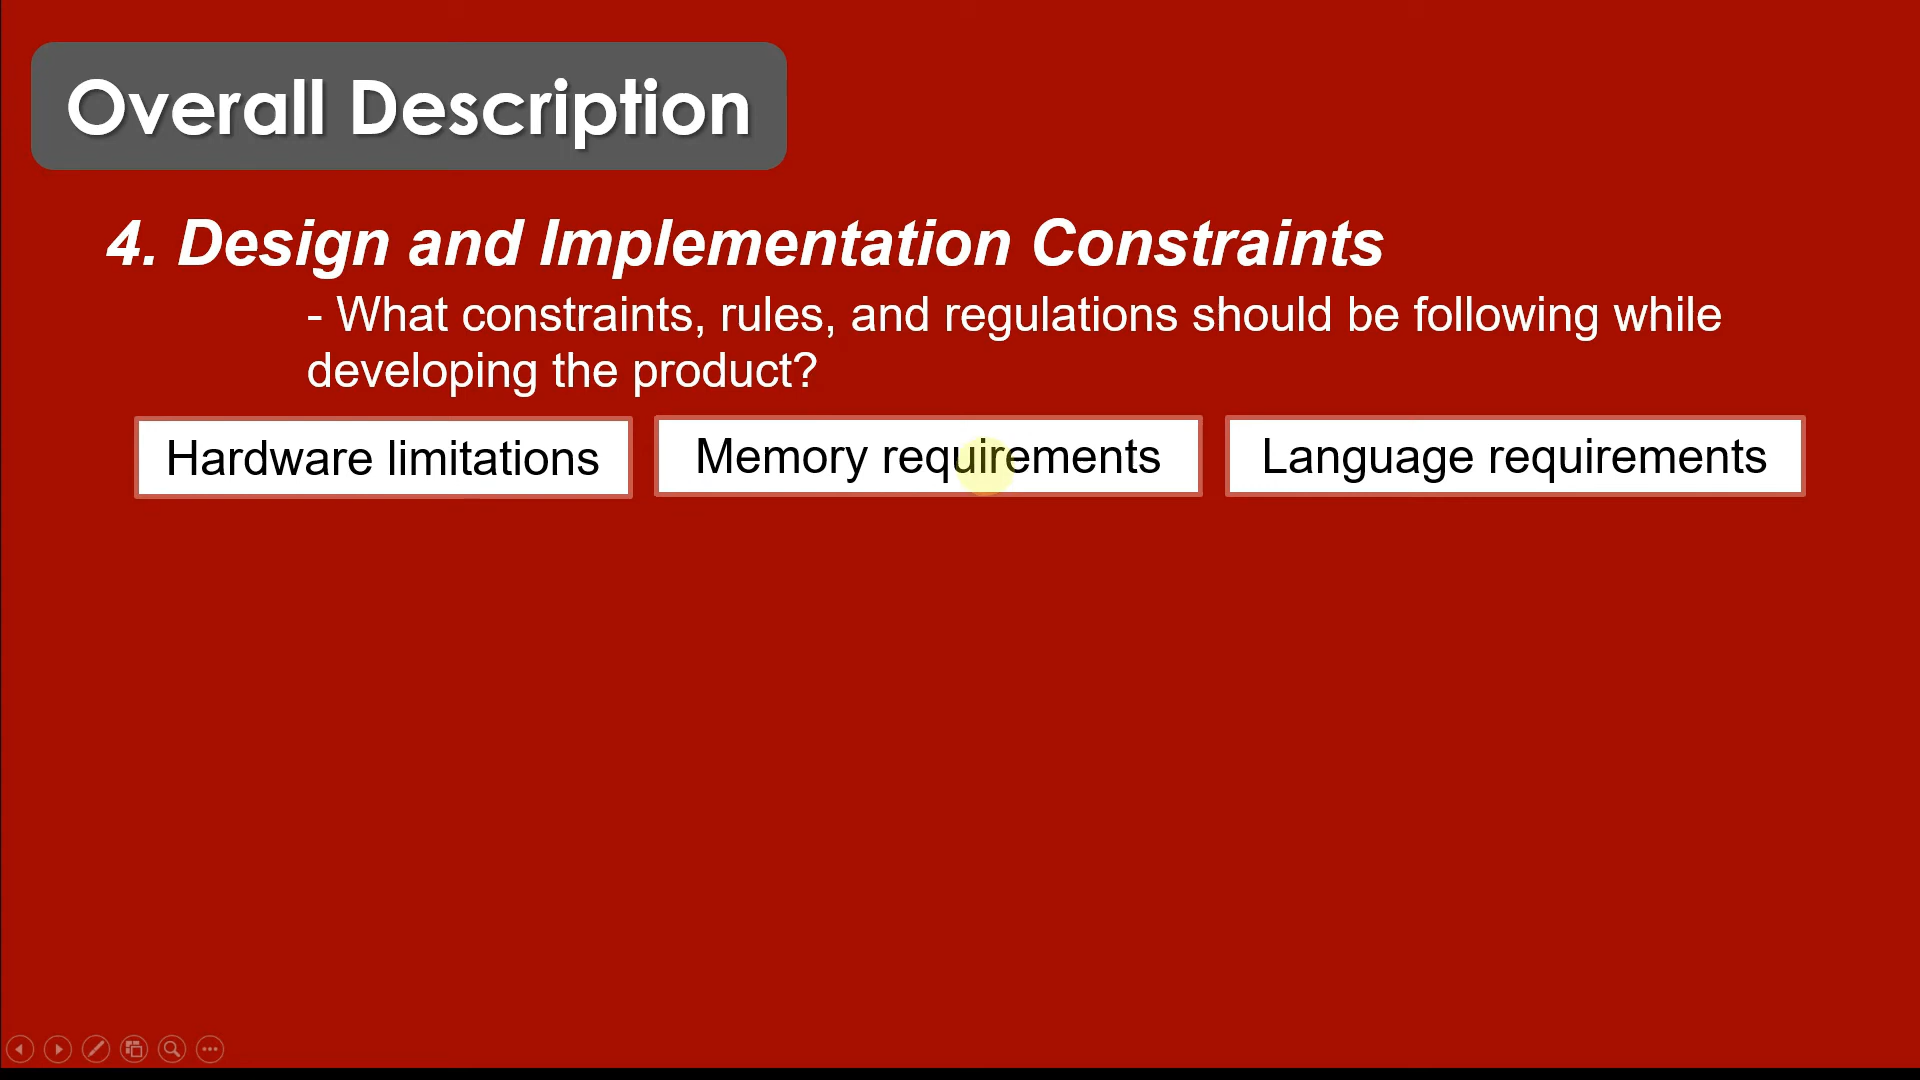 Overall Description
4. Design and Implementation Constraints
- What constraints, rules, and regulations should be following while
developing the product?
Hardware limitations Memory requirements Language requirements